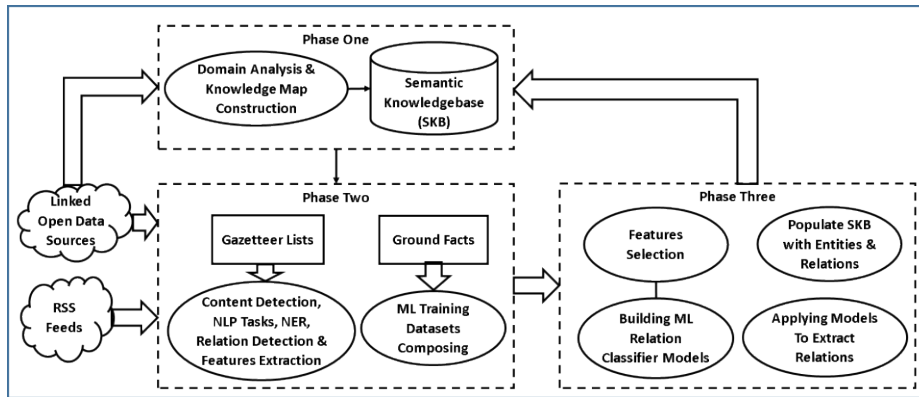 Phase One
Domain Analysis &
Knowledge Map
Construction
Semantic
Knowledgebase
(SKB)
Linked
Open Data
Sources
RSS
Feeds
Phase Two
Gazetteer Lists
Ground Facts
Content Detection,
NLP Tasks, NER,
Relation Detection &
Features Extraction
ML Training
Datasets
Composing
Phase Three
Features
Selection
Populate SKB
with Entities &
Relations
Building ML
Relation
Classifier Models
Applying Models
To Extract
Relations